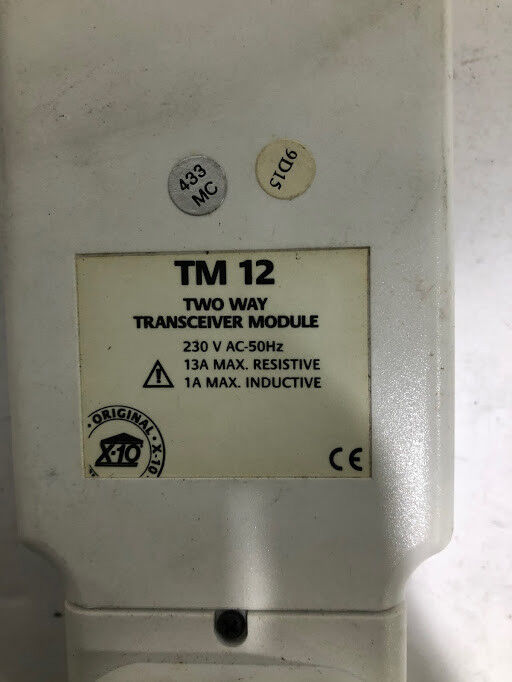 433
MC
9D15
TM 12
TWO WAY
TRANSCEIVER MODULE
230 V AC-50Hz
13A MAX. RESISTIVE
1A MAX. INDUCTIVE
· ORIGINAL · X-10 ·
X-10
CE